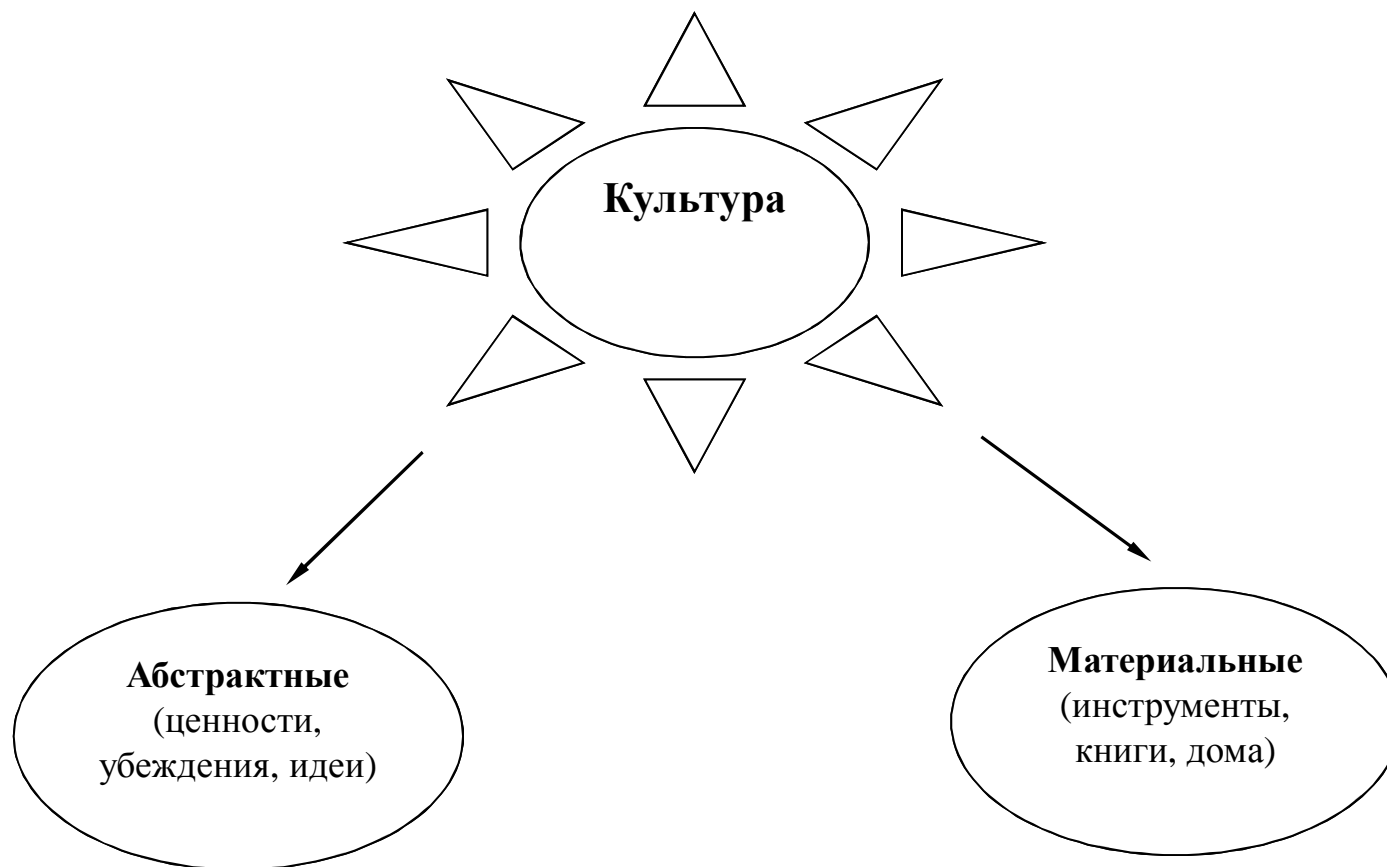 Культура
Абстрактные
(ценности,
убеждения, идеи)
Материальные
(инструменты,
книги, дома)